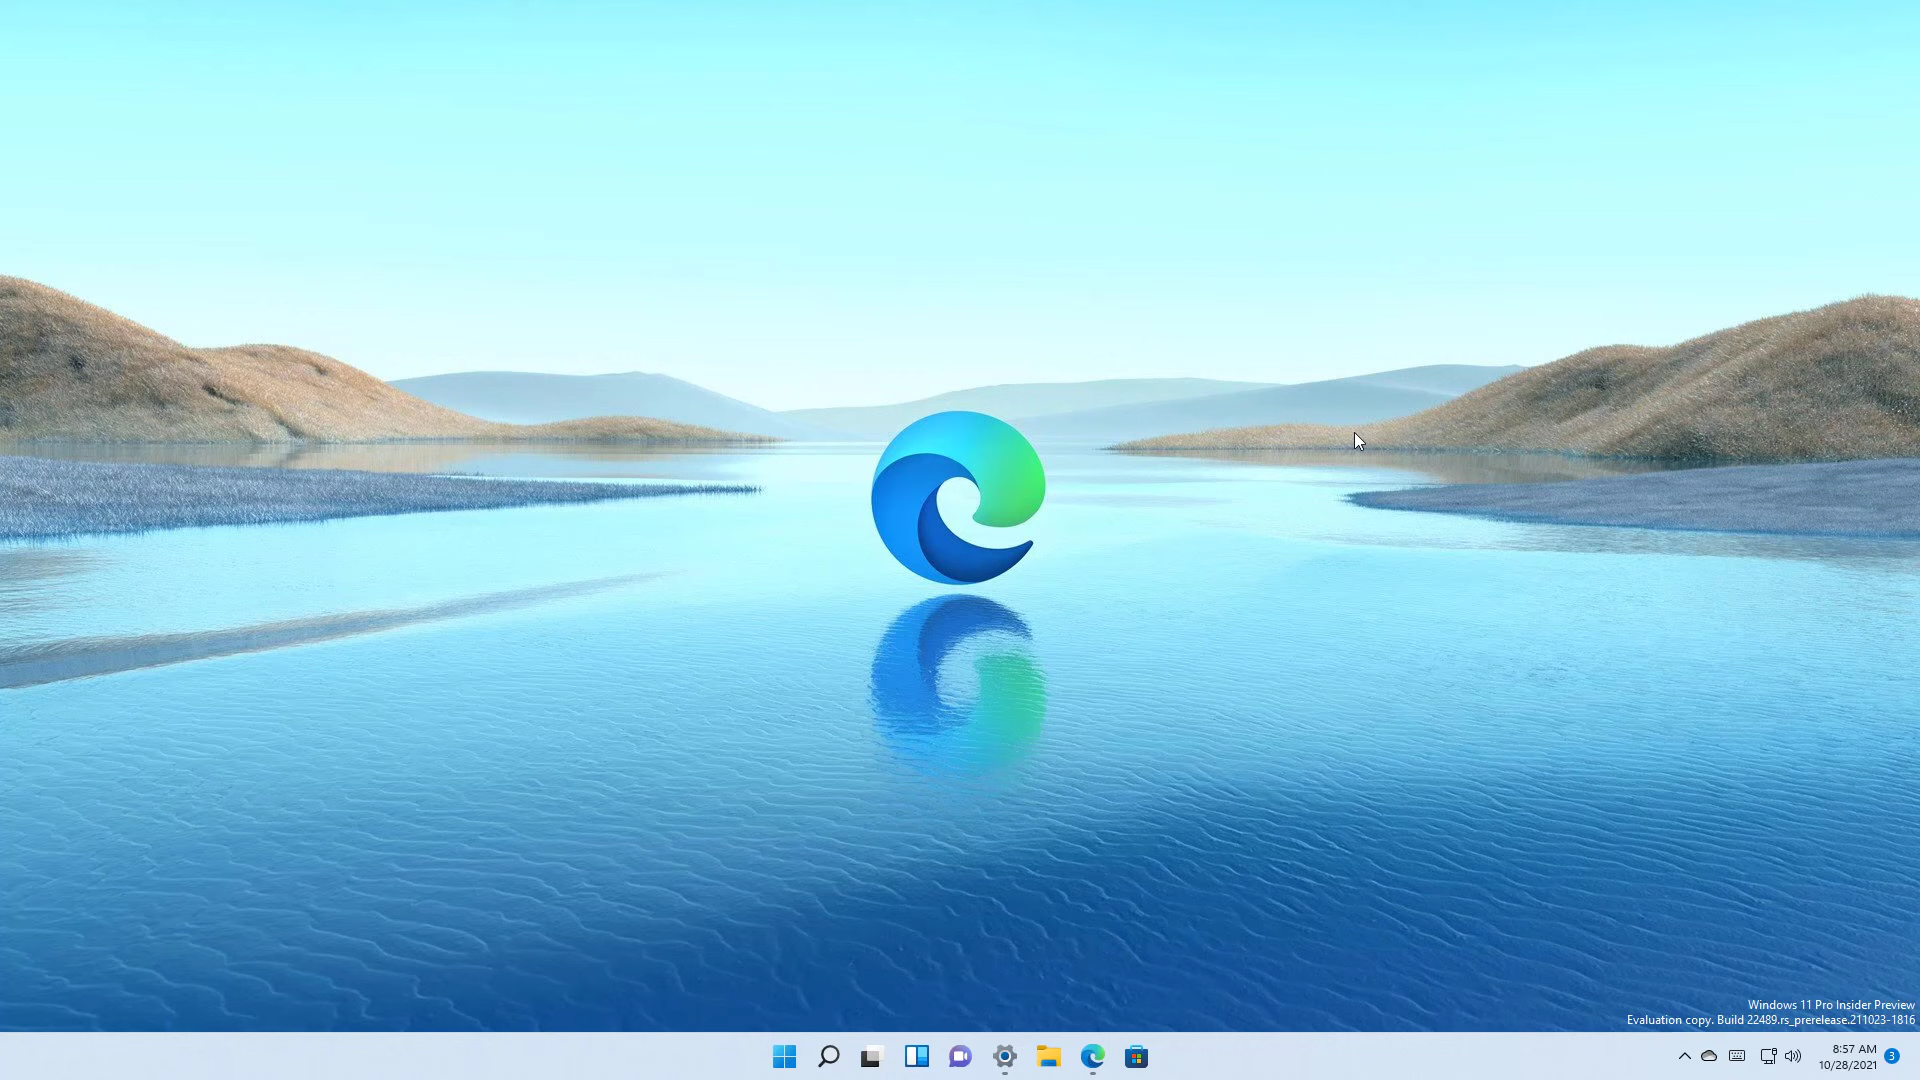 Windows 11 Pro Insider Preview
Evaluation copy. Build 22489.rs_prerelease.211023-1816
8:57 AM
10/28/2021
3